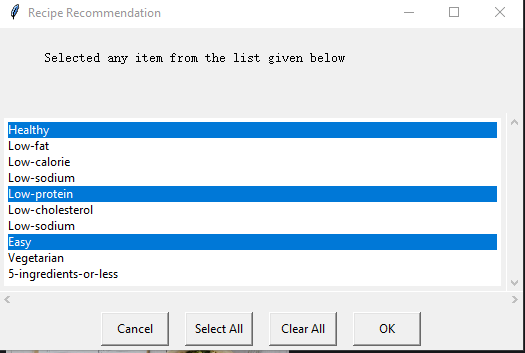 Recipe Recommendation
Selected any item from the list given below
Healthy
Low-fat
Low-calorie
Low-sodium
Low-protein
Low-cholesterol
Low-sodium
Easy
Vegetarian
5-ingredients-or-less
Cancel Select All Clear All OK